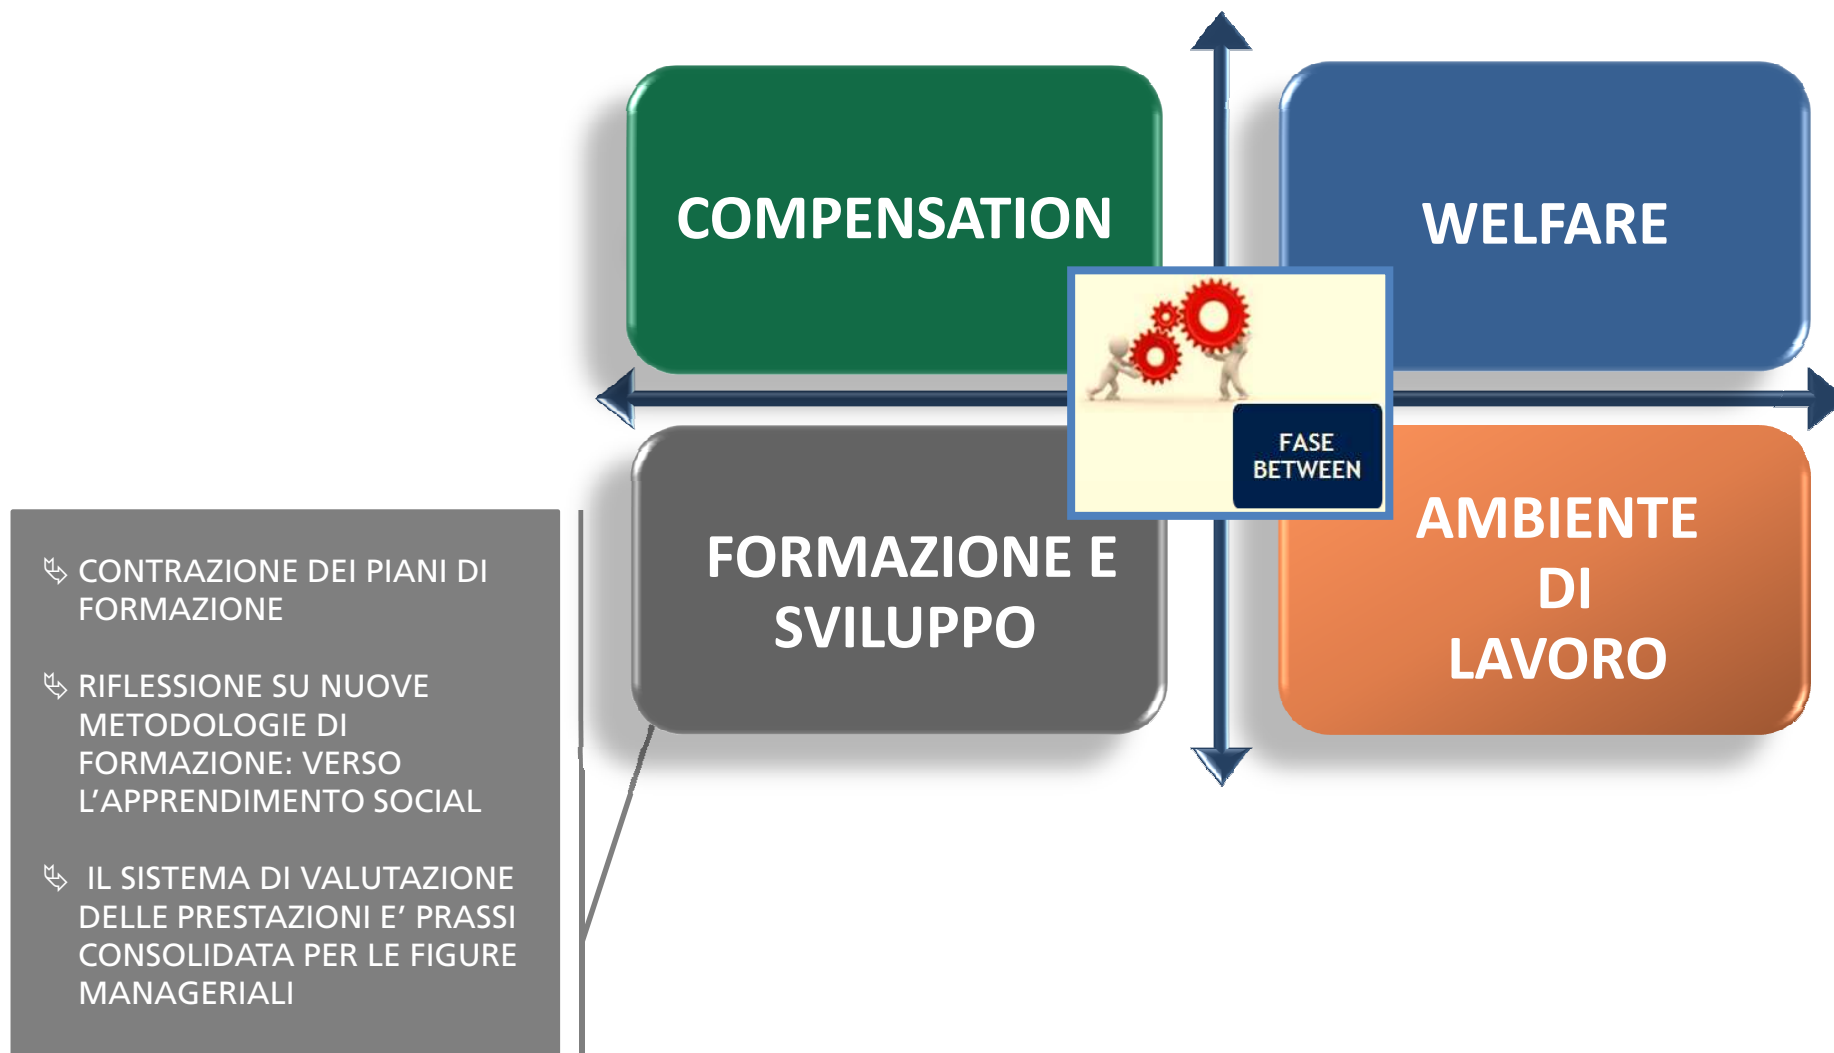 COMPENSATION
WELFARE
FASE
BETWEEN
FORMAZIONE E
SVILUPPO
AMBIENTE
DI
LAVORO
CONTRAZIONE DEI PIANI DI
FORMAZIONE
RIFLESSIONE SU NUOVE
METODOLOGIE DI
FORMAZIONE: VERSO
L’APPRENDIMENTO SOCIAL
IL SISTEMA DI VALUTAZIONE
DELLE PRESTAZIONI E’ PRASSI
CONSOLIDATA PER LE FIGURE
MANAGERIALI